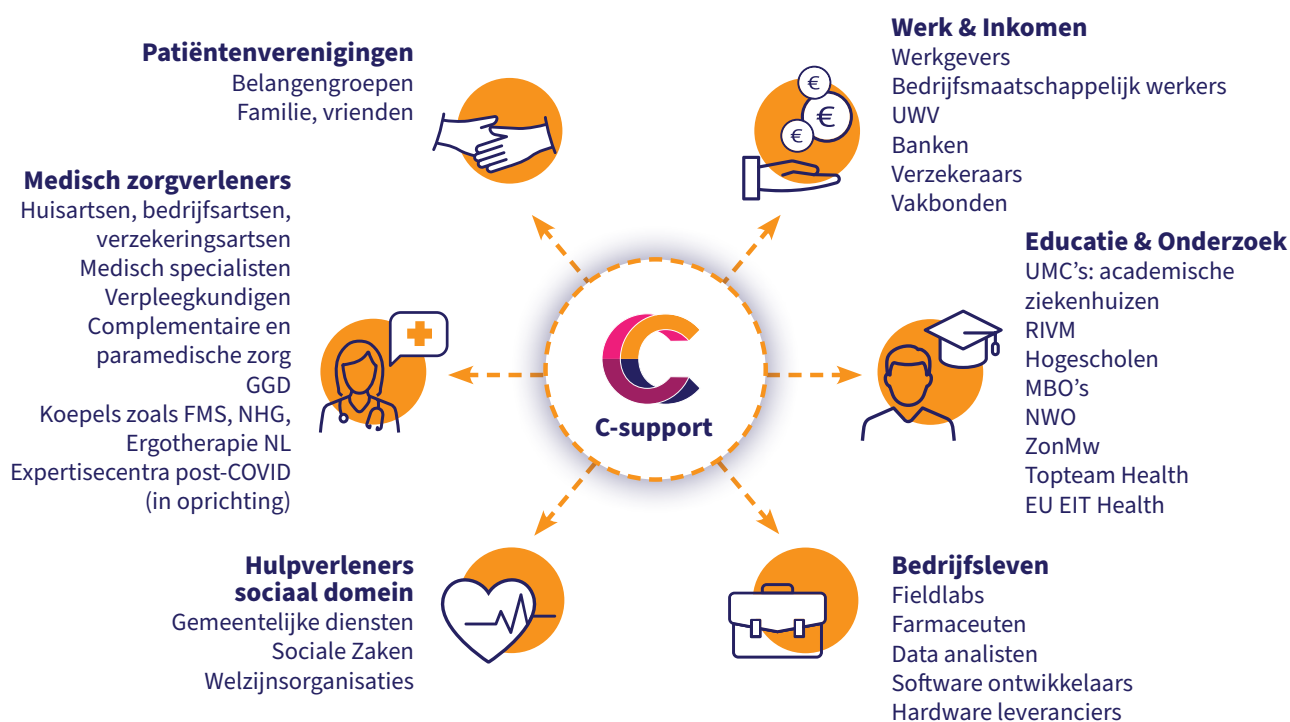 Patiëntenverenigingen
Belangengroepen
Familie, vrienden
Werk & Inkomen
Werkgevers
Bedrijfsmaatschappelijk werkers
UWV
Banken
Verzekeraars
Vakbonden
€
€
€
Medisch zorgverleners
Huisartsen, bedrijfsartsen,
verzekeringsartsen
Medisch specialisten
Verpleegkundigen
Complementaire en
paramedische zorg
GGD
Koepels zoals FMS, NHG,
Ergotherapie NL
Expertisecentra post-COVID
(in oprichting)
C-support
Educatie & Onderzoek
UMC’s: academische
ziekenhuizen
RIVM
Hogescholen
MBO’s
NWO
ZonMw
Topteam Health
EU EIT Health
Hulpverleners
sociaal domein
Gemeentelijke diensten
Sociale Zaken
Welzijnsorganisaties
Bedrijfsleven
Fieldlabs
Farmaceuten
Data analisten
Software ontwikkelaars
Hardware leveranciers